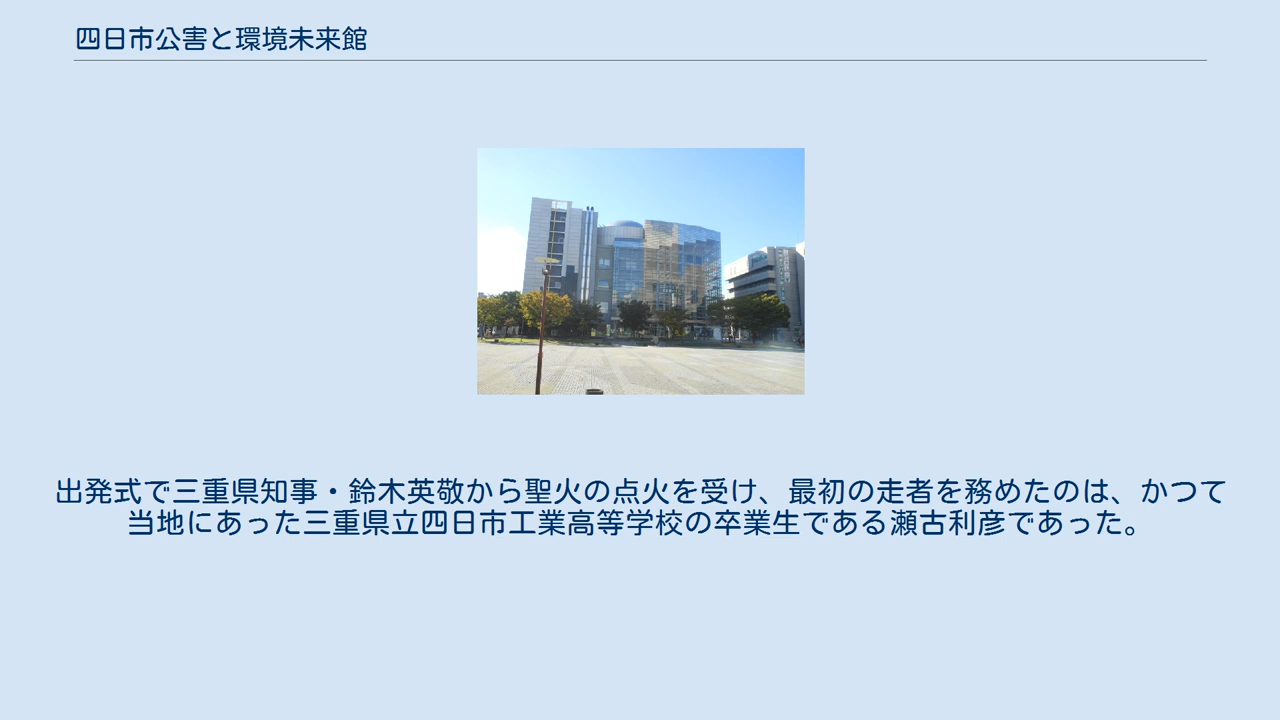 四日市公害と環境未来館
出発式で三重県知事・鈴木英敬から聖火の点火を受け、最初の走者を務めたのは、かつて
当地にあった三重県立四日市工業高等学校の卒業生である瀬古利彦であった。